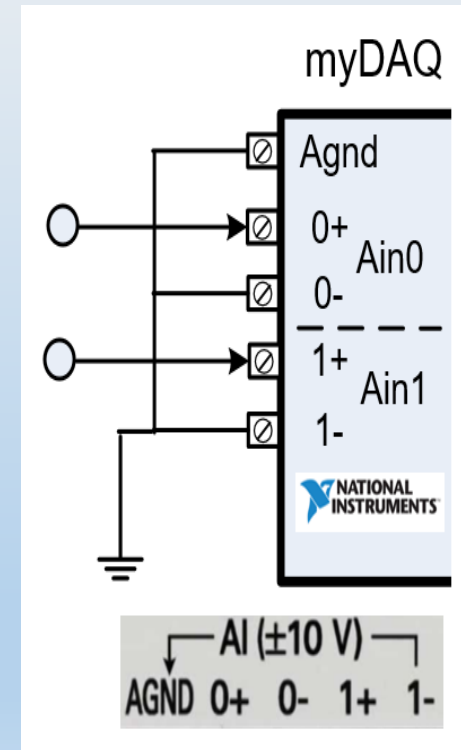 myDAQ
Agnd
0+
Ain0
0-
1+
Ain1
1-
NATIONAL
INSTRUMENTS
AI (±10 V)
AGND 0+ 0- 1+ 1-